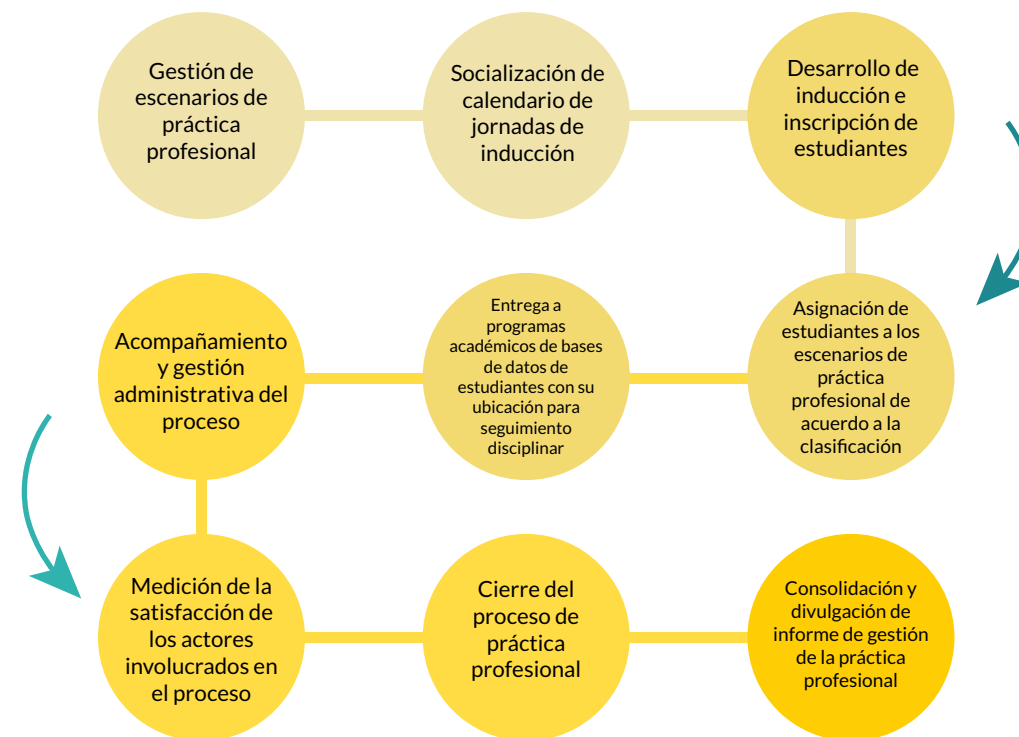 Gestión de
escenarios de
práctica
profesional
Socialización de
calendario de
jornadas de
inducción
Desarrollo de
inducción e
inscripción de
estudiantes
Asignación de
estudiantes a los
escenarios de
práctica
profesional de
acuerdo a la
clasificación
Entrega a
programas
académicos de bases
de datos de
estudiantes con su
ubicación para
seguimiento
disciplinar
Acompañamiento
y gestión
administrativa del
proceso
Medición de la
satisfacción de
los actores
involucrados en
el proceso
Cierre del
proceso de
práctica
profesional
Consolidación y
divulgación de
informe de gestión
de la práctica
profesional